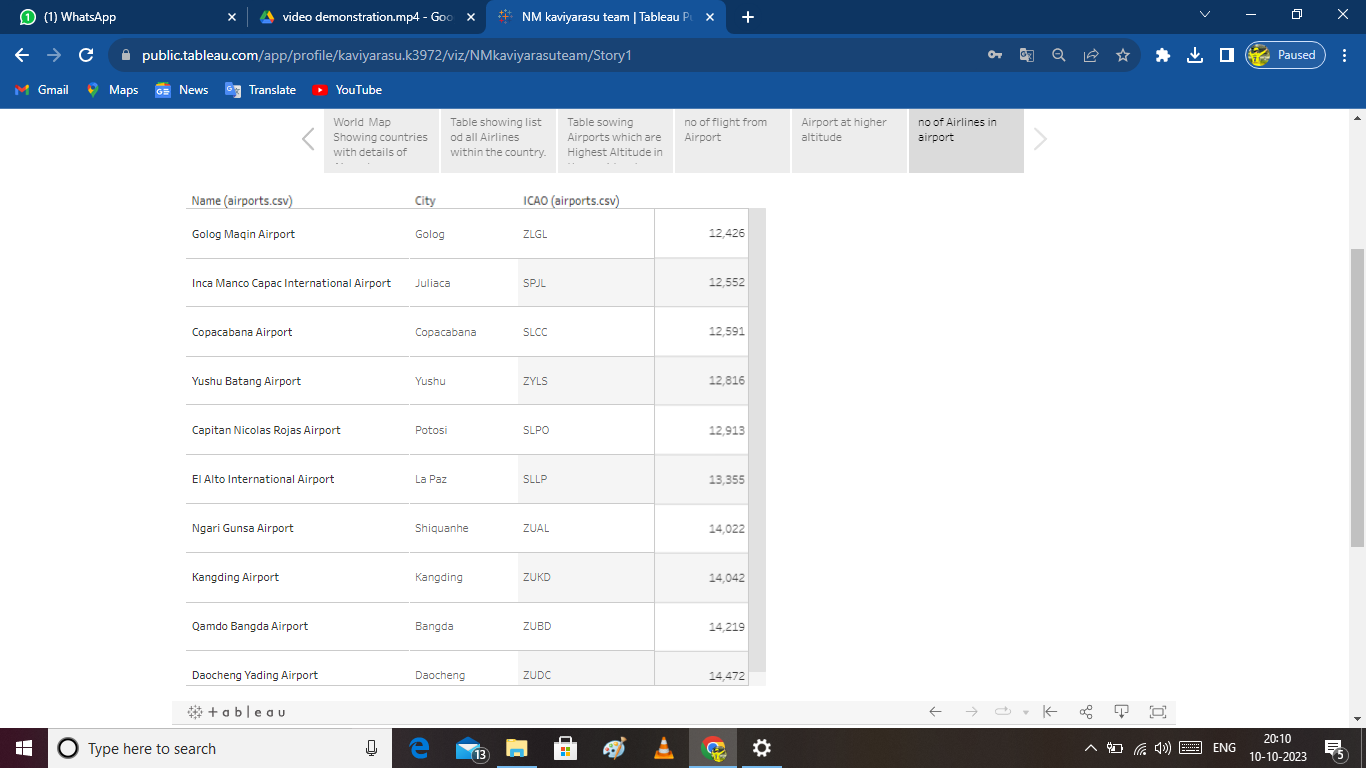 (1) WhatsApp
video demonstration.mp4 - Goo
NM kaviyarasu team | Tableau Pu
public.tableau.com/app/profile/kaviyarasu.k3972/viz/NMkaviyarasuteam/Story1
Paused
Gmail
Maps
News
Translate
YouTube
World Map
Showing countries
with details of
Table showing list
od all Airlines
within the country.
Table sowing
Airports which are
Highest Altitude in
no of flight from
Airport
Airport at higher
altitude
no of Airlines in
airport
Name (airports.csv) City ICAO (airports.csv)
Golog Maqin Airport Golog ZLGL 12,426
Inca Manco Capac International Airport Juliaca SPJL 12,552
Copacabana Airport Copacabana SLCC 12,591
Yushu Batang Airport Yushu ZYLS 12,816
Capitan Nicolas Rojas Airport Potosi SLPO 12,913
El Alto International Airport La Paz SLLP 13,355
Ngari Gunsa Airport Shiquanhe ZUAL 14,022
Kangding Airport Kangding ZUKD 14,042
Qamdo Bangda Airport Bangda ZUBD 14,219
Daocheng Yading Airport Daocheng ZUDC 14,472
+ableau
Type here to search
13
ENG
20:10
10-10-2023
5